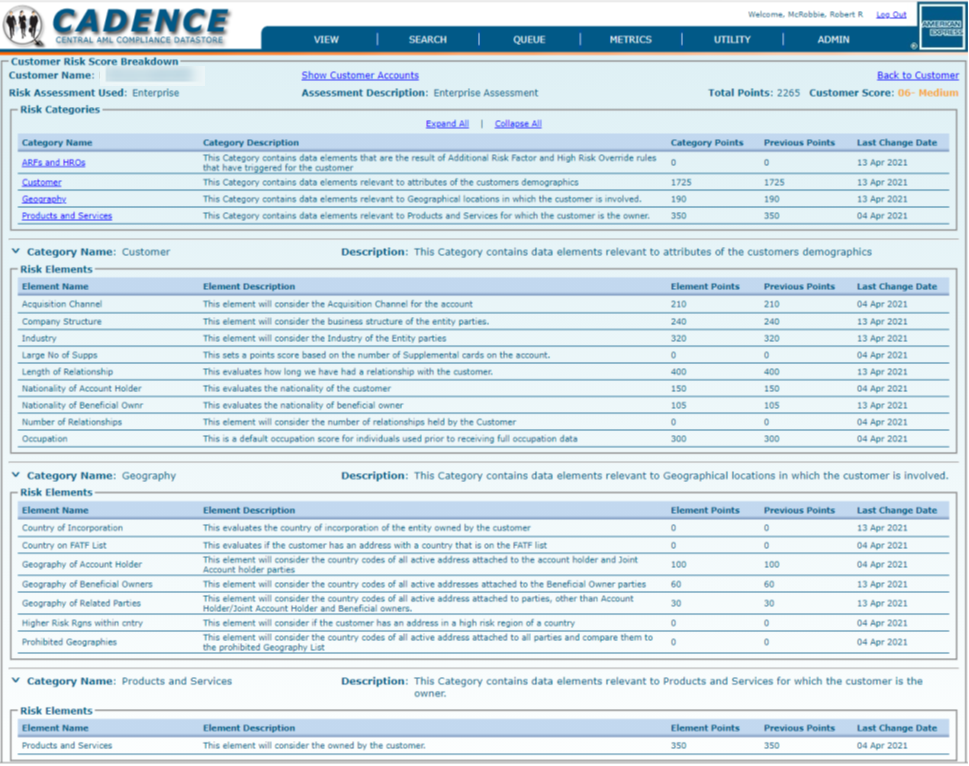 CADENCE
CENTRAL AML COMPLIANCE DATASTORE
Welcome, McRobbie, Robert R Log Out
AMERICAN EXPRESS
VIEW | SEARCH | QUEUE | METRICS | UTILITY | ADMIN
Customer Risk Score Breakdown
Customer Name: Show Customer Accounts Back to Customer
Risk Assessment Used: Enterprise Assessment Description: Enterprise Assessment Total Points: 2265 Customer Score: 06- Medium
Risk Categories
Expand All | Collapse All
Category Name Category Description Category Points Previous Points Last Change Date
ARFs and HROs This Category contains data elements that are the result of Additional Risk Factor and High Risk Override rules that have triggered for the customer 0 0 13 Apr 2021
Customer This Category contains data elements relevant to attributes of the customers demographics 1725 1725 13 Apr 2021
Geography This Category contains data elements relevant to Geographical locations in which the customer is involved. 190 190 13 Apr 2021
Products and Services This Category contains data elements relevant to Products and Services for which the customer is the owner. 350 350 04 Apr 2021
Category Name: Customer Description: This Category contains data elements relevant to attributes of the customers demographics
Risk Elements
Element Name Element Description Element Points Previous Points Last Change Date
Acquisition Channel This element will consider the Acquisition Channel for the account 210 210 04 Apr 2021
Company Structure This element will consider the business structure of the entity parties. 240 240 13 Apr 2021
Industry This element will consider the Industry of the Entity parties 320 320 13 Apr 2021
Large No of Supps This sets a points score based on the number of Supplemental cards on the account. 0 0 04 Apr 2021
Length of Relationship This evaluates how long we have had a relationship with the customer. 400 400 13 Apr 2021
Nationality of Account Holder This evaluates the nationality of the customer 150 150 04 Apr 2021
Nationality of Beneficial Ownr This evaluates the nationality of beneficial owner 105 105 13 Apr 2021
Number of Relationships This element will consider the number of relationships held by the Customer 0 0 04 Apr 2021
Occupation This is a default occupation score for individuals used prior to receiving full occupation data 300 300 04 Apr 2021
Category Name: Geography Description: This Category contains data elements relevant to Geographical locations in which the customer is involved.
Risk Elements
Element Name Element Description Element Points Previous Points Last Change Date
Country of Incorporation This evaluates the country of incorporation of the entity owned by the customer 0 0 13 Apr 2021
Country on FATF List This evaluates if the customer has an address with a country that is on the FATF list 0 0 04 Apr 2021
Geography of Account Holder This element will consider the country codes of all active address attached to the account holder and Joint Account holder parties 100 100 04 Apr 2021
Geography of Beneficial Owners This element will consider the country codes of all active addresses attached to the Beneficial Owner parties 60 60 13 Apr 2021
Geography of Related Parties This element will consider the country codes of all active address attached to parties, other than Account Holder/Joint Account Holder and Beneficial owners. 30 30 13 Apr 2021
Higher Risk Rgns within cntry This element will consider if the customer has an address in a high risk region of a country 0 0 04 Apr 2021
Prohibited Geographies This element will consider the country codes of all active address attached to all parties and compare them to the prohibited Geography List 0 0 04 Apr 2021
Category Name: Products and Services Description: This Category contains data elements relevant to Products and Services for which the customer is the owner.
Risk Elements
Element Name Element Description Element Points Previous Points Last Change Date
Products and Services This element will consider the owned by the customer. 350 350 04 Apr 2021